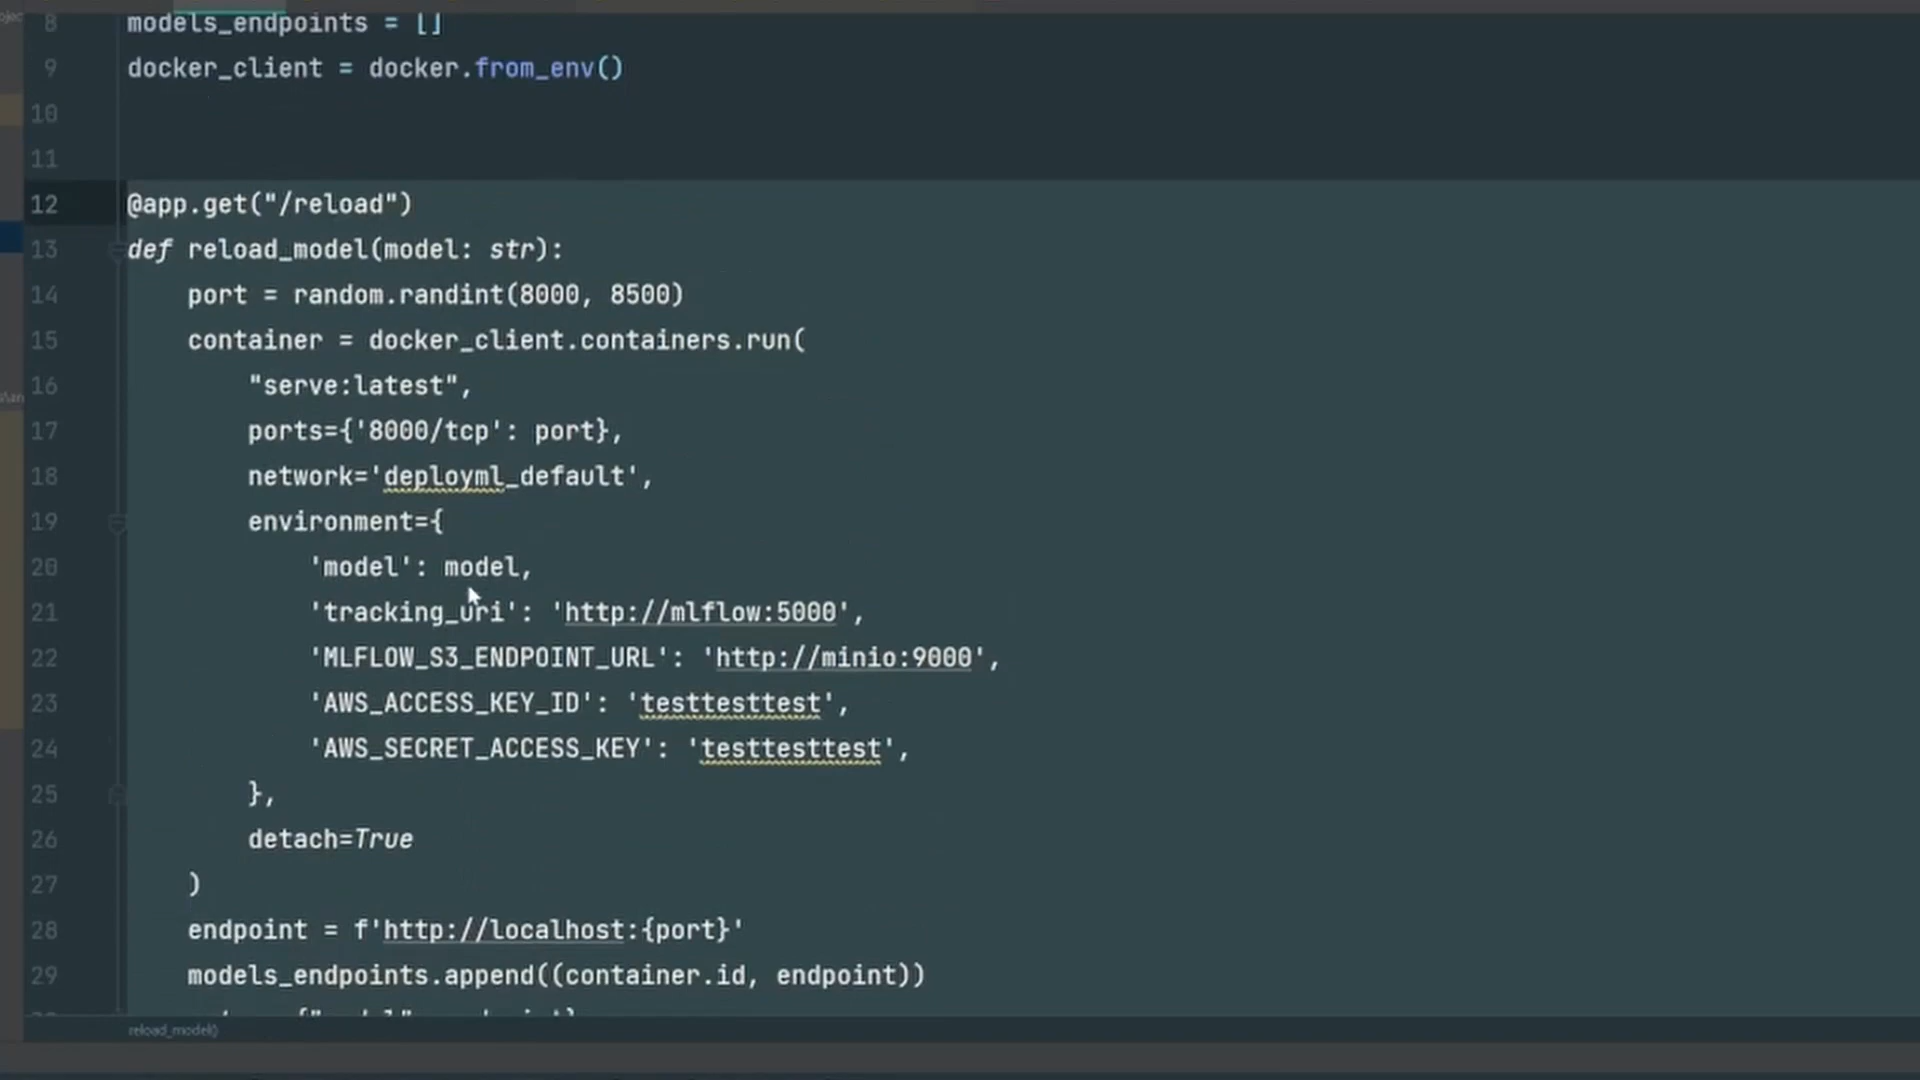 8 models_endpoints = []
9 docker_client = docker.from_env()
10
11
12 @app.get("/reload")
13 def reload_model(model: str):
14 port = random.randint(8000, 8500)
15 container = docker_client.containers.run(
16 "serve:latest",
17 ports={'8000/tcp': port},
18 network='deployml_default',
19 environment={
20 'model': model,
21 'tracking_uri': 'http://mlflow:5000',
22 'MLFLOW_S3_ENDPOINT_URL': 'http://minio:9000',
23 'AWS_ACCESS_KEY_ID': 'testtesttest',
24 'AWS_SECRET_ACCESS_KEY': 'testtesttest',
25 },
26 detach=True
27 )
28 endpoint = f'http://localhost:{port}'
29 models_endpoints.append((container.id, endpoint))
reload_model()